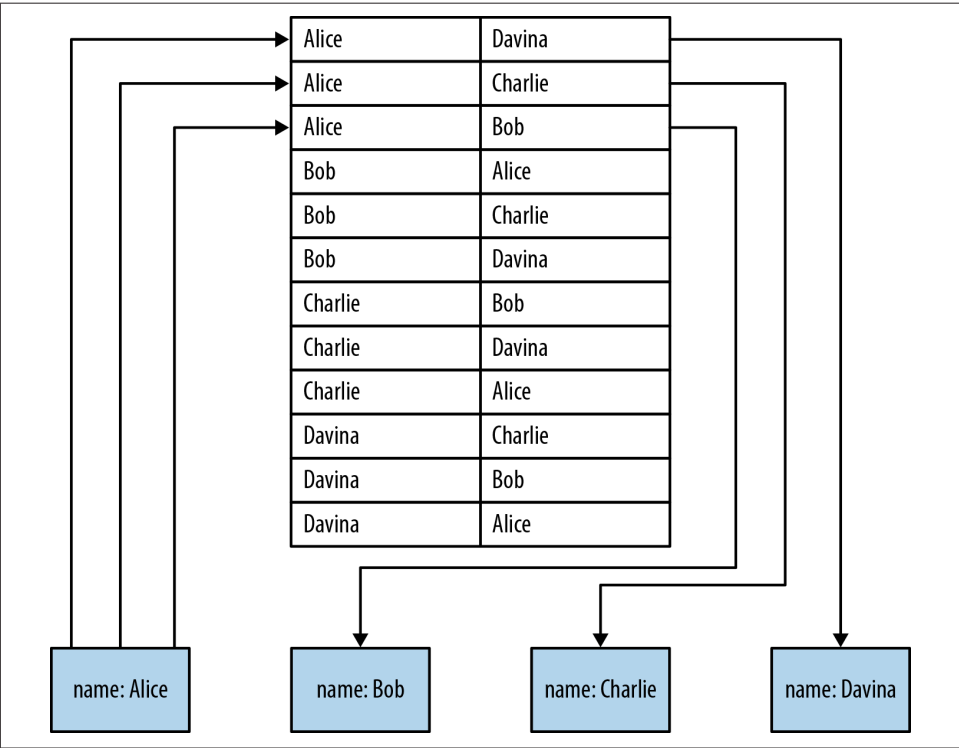 Alice Davina
Alice Charlie
Alice Bob
Bob Alice
Bob Charlie
Bob Davina
Charlie Bob
Charlie Davina
Charlie Alice
Davina Charlie
Davina Bob
Davina Alice
name: Alice name: Bob name: Charlie name: Davina